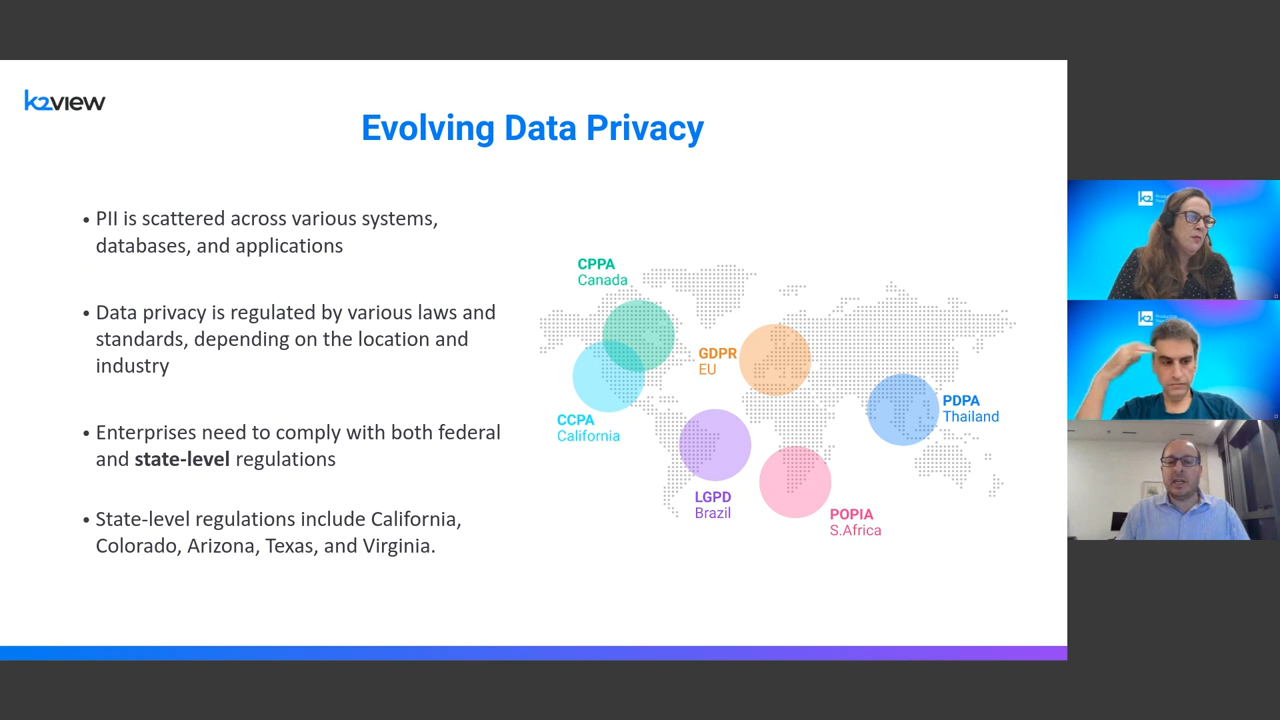 k2view
Evolving Data Privacy
• PII is scattered across various systems,
databases, and applications
• Data privacy is regulated by various laws and
standards, depending on the location and
industry
• Enterprises need to comply with both federal
and state-level regulations
• State-level regulations include California,
Colorado, Arizona, Texas, and Virginia.
CPPA
Canada
GDPR
EU
CCPA
California
PDPA
Thailand
LGPD
Brazil
POPIA
S.Africa
k2
k2